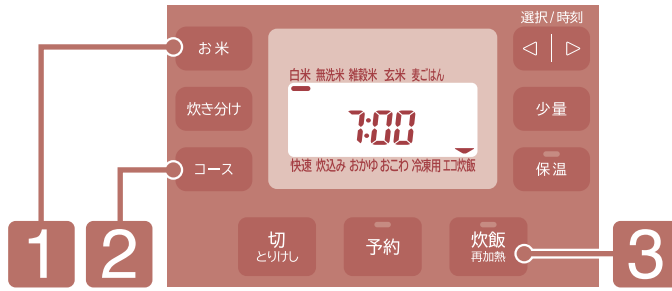 選択/時刻
お米
白米 無洗米 雑穀米 玄米 麦ごはん
炊き分け
7:00
少量
コース
快速 炊込み おかゆ おこわ 冷凍用 エコ炊飯
保温
切
とりけし
予約
炊飯
再加熱
1
2
3